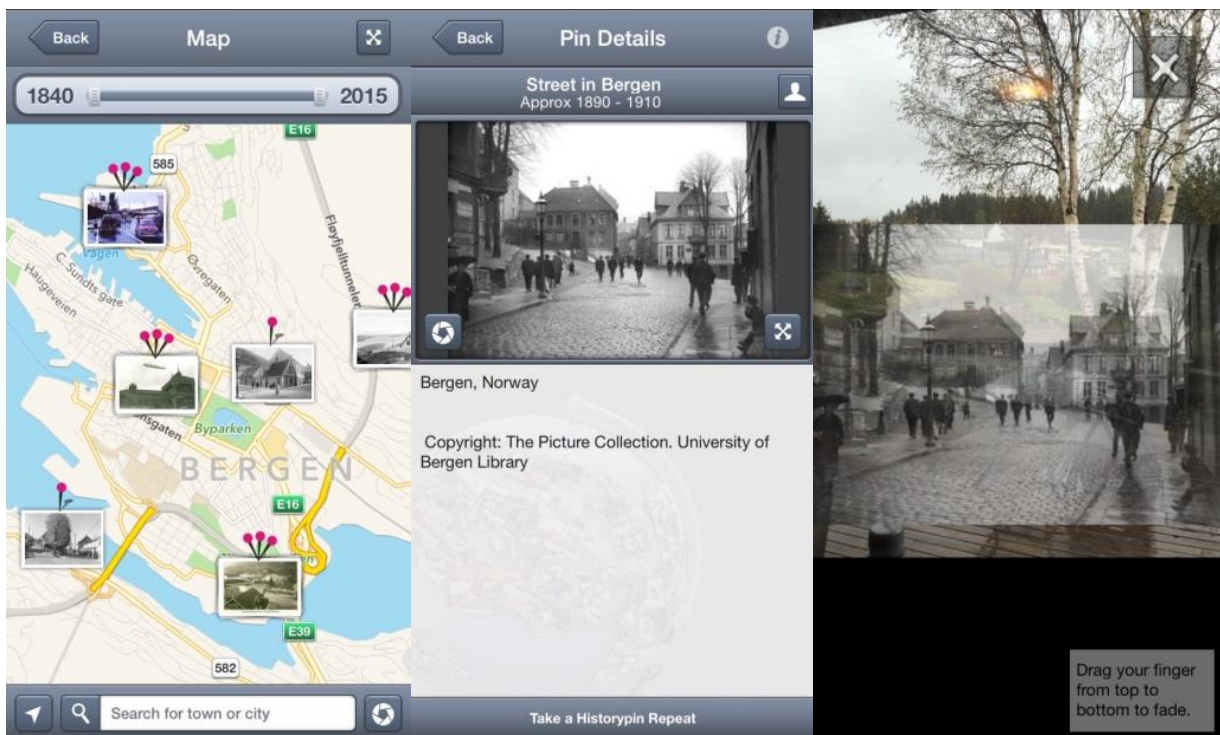 Back
Map
1840
2015
E16
585
Vågen
C. Sundts gate
Haugeveien
Øvregaten
Fløyfjelltunnelen
Byparken
BERGEN
E16
E39
582
Search for town or city
Back
Pin Details
Street in Bergen
Approx 1890 - 1910
Bergen, Norway
Copyright: The Picture Collection. University of
Bergen Library
Take a Historypin Repeat
Drag your finger
from top to
bottom to fade.